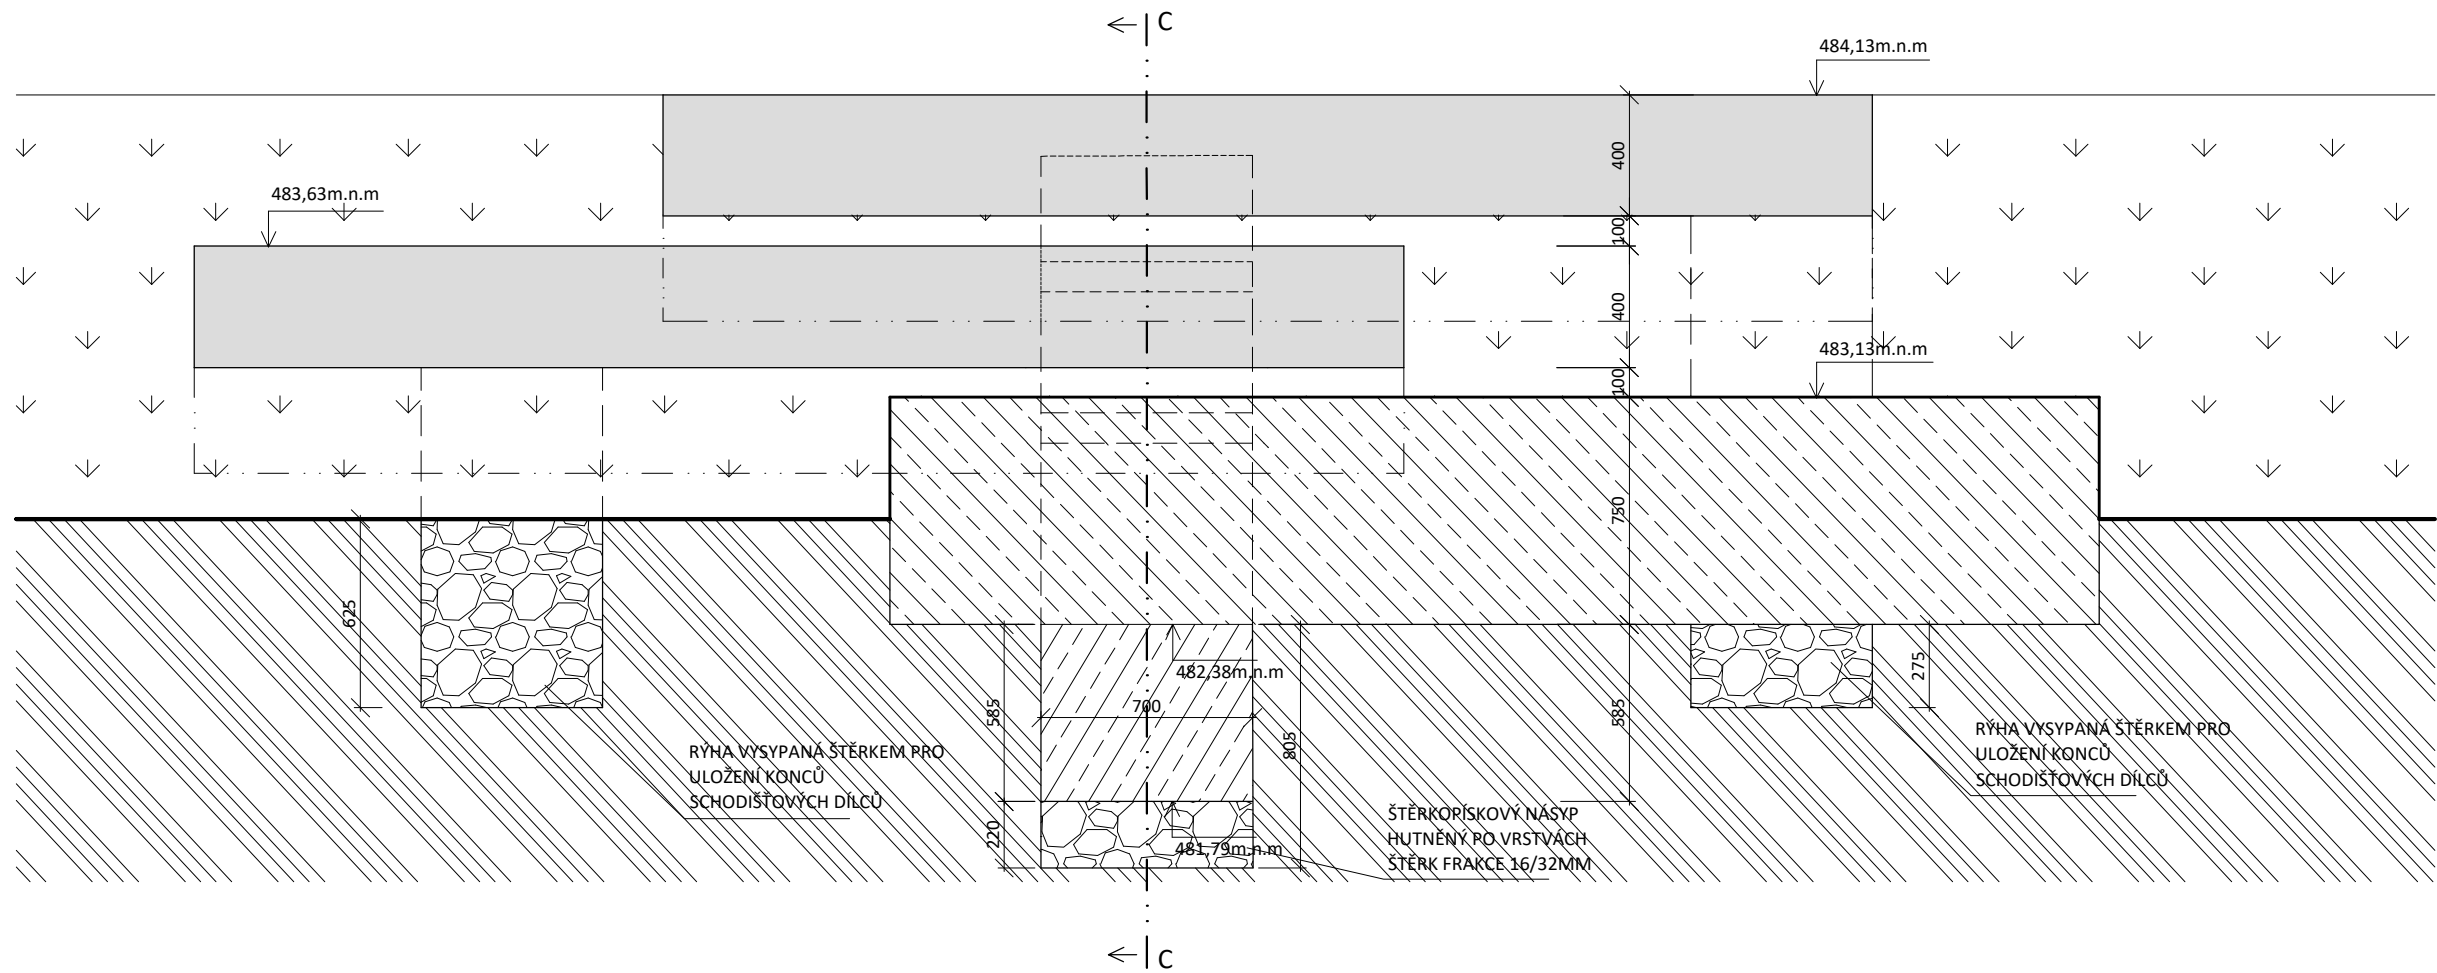 C
484,13m.n.m
400
483,63m.n.m
100
400
483,13m.n.m
100
750
625
482,38m.n.m
275
585
700
585
805
RÝHA VYSYPANÁ ŠTĚRKEM PRO
ULOŽENÍ KONCŮ
SCHODIŠŤOVÝCH DÍLCŮ
RÝHA VYSYPANÁ ŠTĚRKEM PRO
ULOŽENÍ KONCŮ
SCHODIŠŤOVÝCH DÍLCŮ
220
481,79m.n.m
ŠTĚRKOPÍSKOVÝ NÁSYP
HUTNĚNÝ PO VRSTVÁCH
ŠTĚRK FRAKCE 16/32MM
C